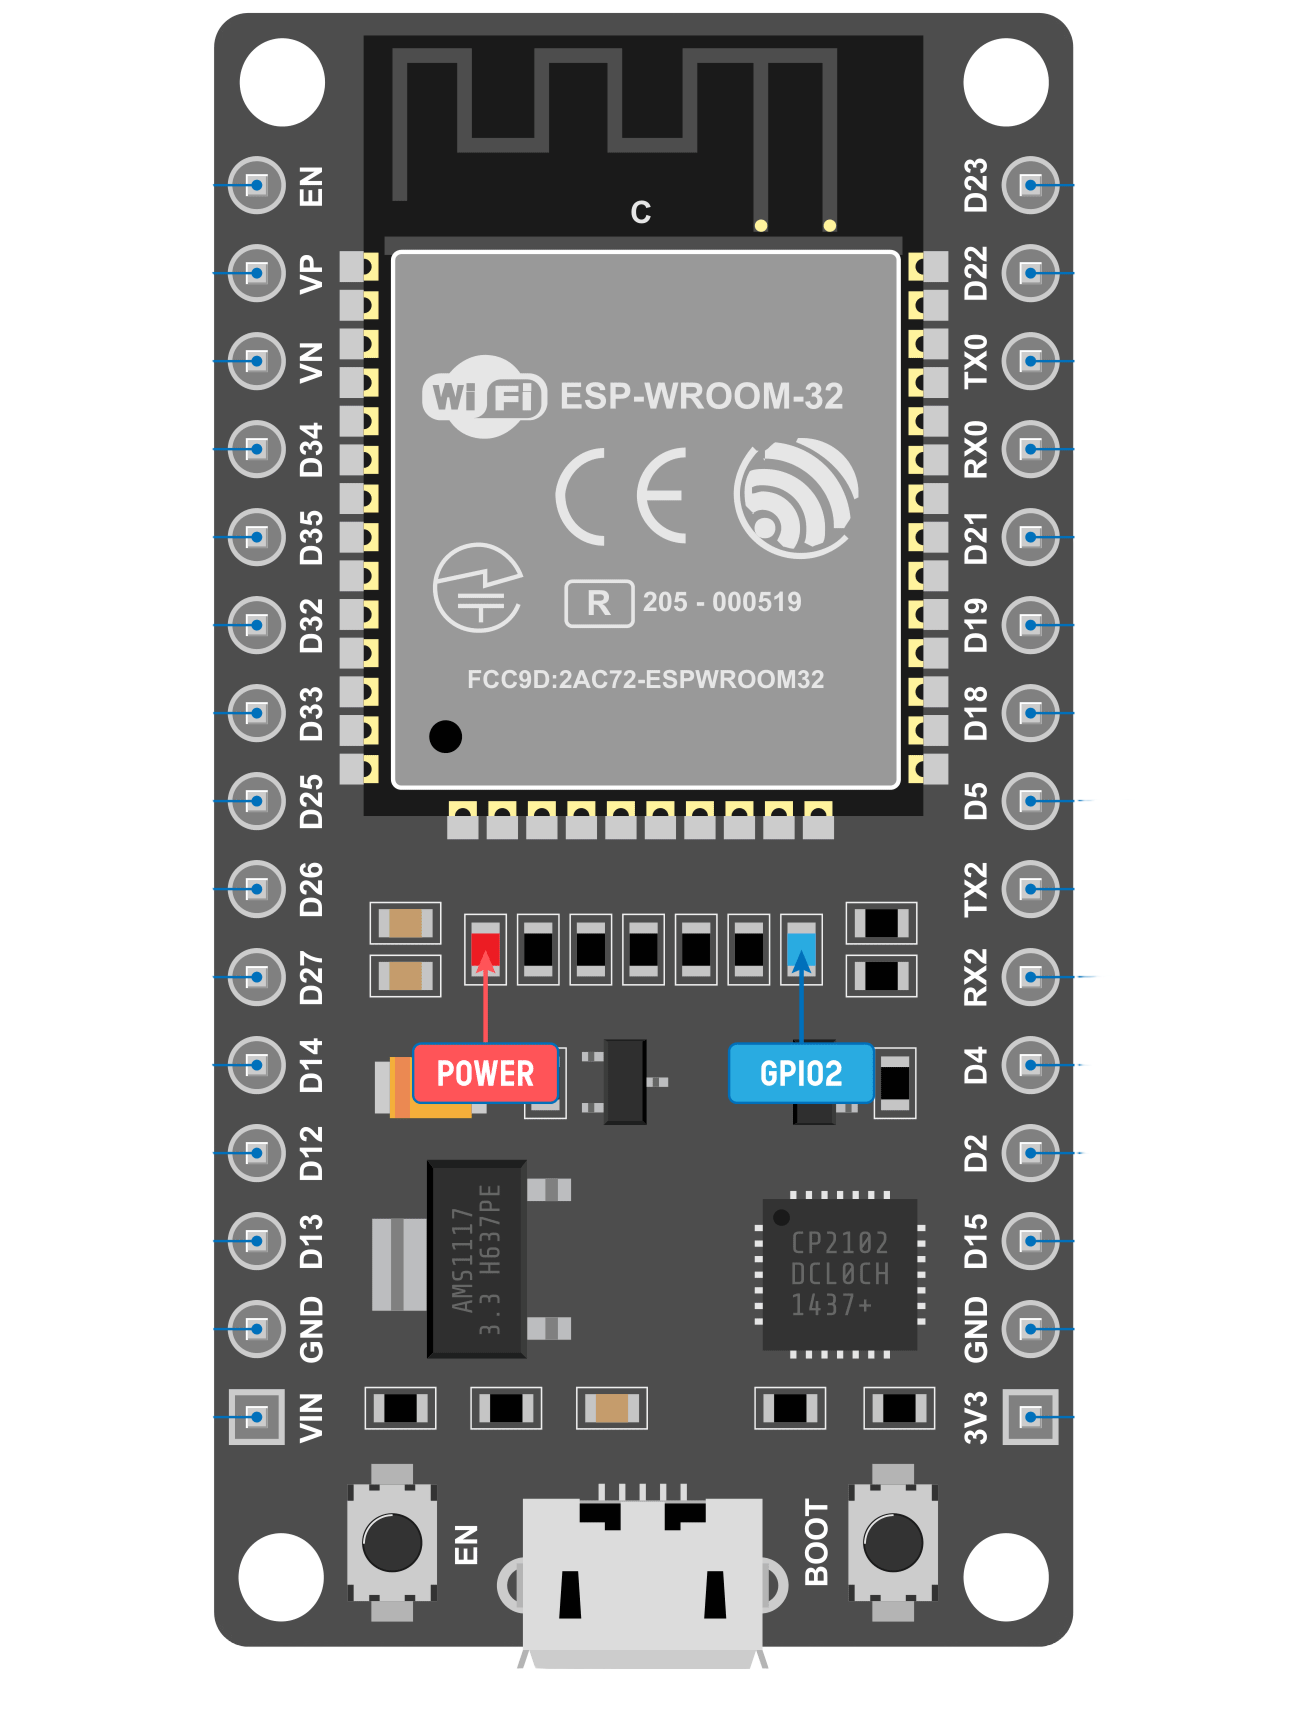 C
EN
VP
VN
D34
D35
D32
D33
D25
D26
D27
D14
D12
D13
GND
VIN
WiFi ESP-WROOM-32
CE
R 205 - 000519
FCC9D:2AC72-ESPWROOM32
POWER
GPIO2
AMS1117
3.3 H637PE
CP2102
DCL0CH
1437+
D23
D22
TX0
RX0
D21
D19
D18
D5
TX2
RX2
D4
D2
D15
GND
3V3
EN
BOOT